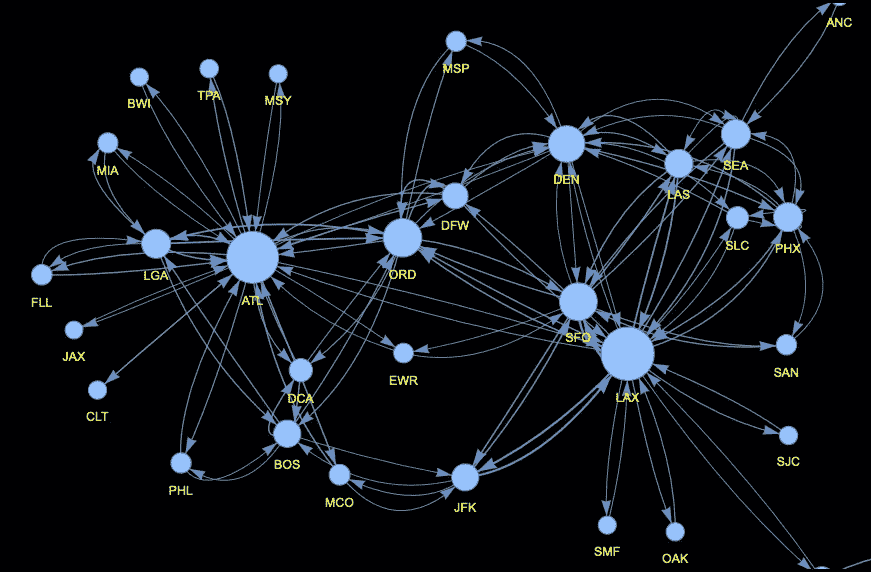 ANC
MSP
BWI
TPA
MSY
MIA
DEN
SEA
LAS
DFW
SLC
PHX
LGA
ORD
ATL
FLL
SFO
JAX
EWR
SAN
DCA
LAX
CLT
BOS
SJC
PHL
MCO
JFK
SMF
OAK